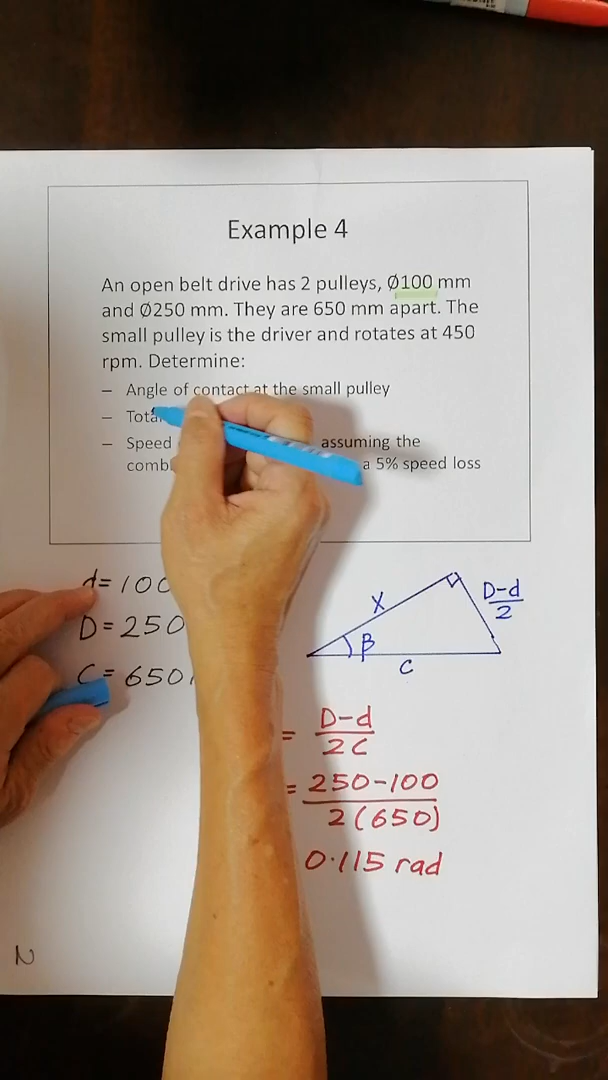 Example 4
An open belt drive has 2 pulleys, Ø100 mm
and Ø250 mm. They are 650 mm apart. The
small pulley is the driver and rotates at 450
rpm. Determine:
– Angle of contact at the small pulley
–
– Speed assuming the
a 5% speed loss
d=100
D=250
C=650
X
D-d
2
β
C
= D-d
2C
= 250-100
2(650)
0.115 rad
N